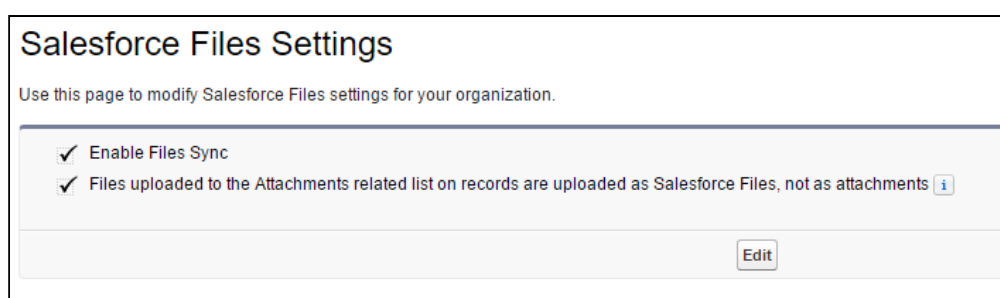 Salesforce Files Settings
Use this page to modify Salesforce Files settings for your organization.
Enable Files Sync
Files uploaded to the Attachments related list on records are uploaded as Salesforce Files, not as attachments i
Edit